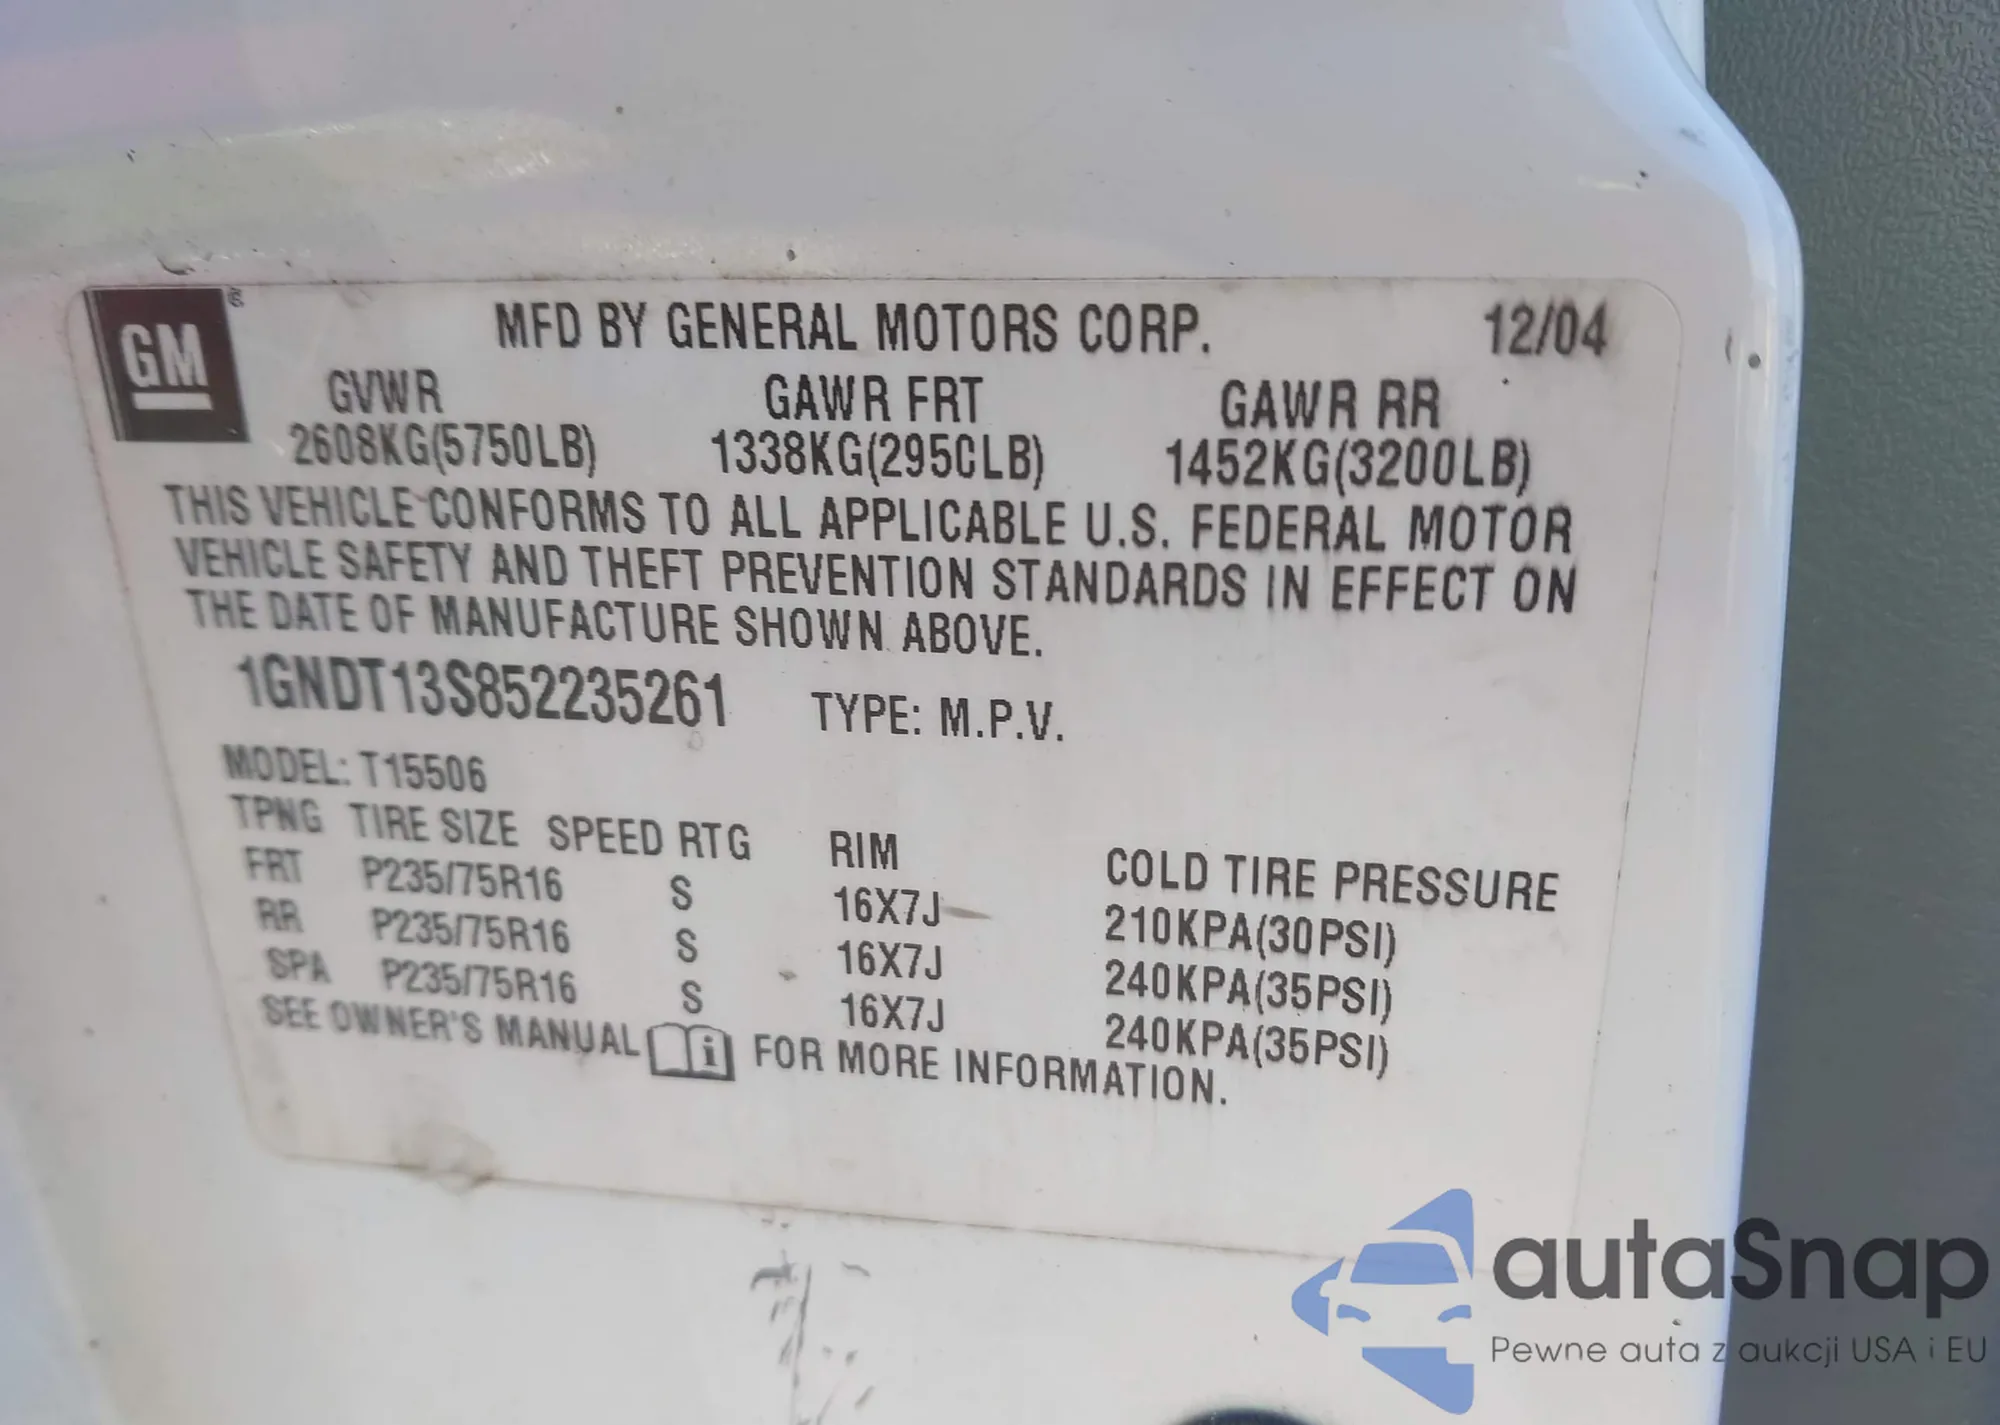 GM
MFD BY GENERAL MOTORS CORP. 12/04
GVWR GAWR FRT GAWR RR
2608KG(5750LB) 1338KG(295CLB) 1452KG(3200LB)
THIS VEHICLE CONFORMS TO ALL APPLICABLE U.S. FEDERAL MOTOR
VEHICLE SAFETY AND THEFT PREVENTION STANDARDS IN EFFECT ON
THE DATE OF MANUFACTURE SHOWN ABOVE.
1GNDT13S852235261 TYPE: M.P.V.
MODEL: T15506
TPNG TIRE SIZE SPEED RTG RIM COLD TIRE PRESSURE
FRT P235/75R16 S 16X7J 210KPA(30PSI)
RR P235/75R16 S 16X7J 240KPA(35PSI)
SPA P235/75R16 S 16X7J 240KPA(35PSI)
SEE OWNER'S MANUAL i FOR MORE INFORMATION.
autaSnap
Pewne auta z aukcji USA i EU